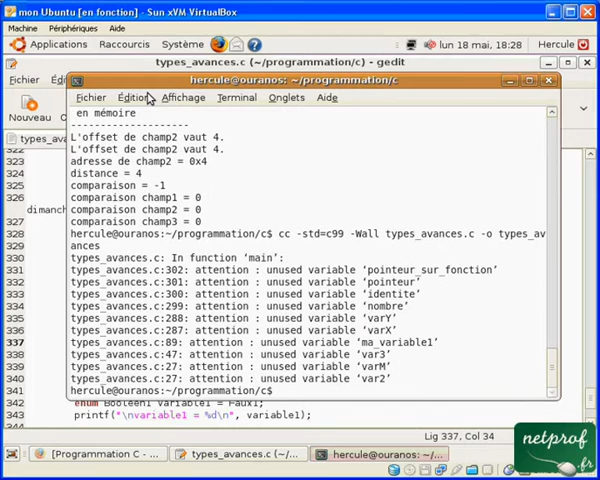 mon Ubuntu [en fonction] - Sun xVM VirtualBox
Machine Périphériques Aide
Applications Raccourcis Système lun 18 mai, 18:28 Hercule
types_avances.c (~/programmation/c) - gedit
hercule@ouranos: ~/programmation/c
Fichier
Fichier Édition Affichage Terminal Onglets Aide
Nouveau
en mémoire
--------------------
L'offset de champ2 vaut 4.
L'offset de champ2 vaut 4.
adresse de champ2 = 0x4
distance = 4
comparaison = -1
comparaison champ1 = 0
comparaison champ2 = 0
comparaison champ3 = 0
hercule@ouranos:~/programmation/c$ cc -std=c99 -Wall types_avances.c -o types_av
ances
types_avances.c: In function ‘main’:
types_avances.c:302: attention : unused variable ‘pointeur_sur_fonction’
types_avances.c:301: attention : unused variable ‘pointeur’
types_avances.c:300: attention : unused variable ‘identite’
types_avances.c:299: attention : unused variable ‘nombre’
types_avances.c:288: attention : unused variable ‘varY’
types_avances.c:287: attention : unused variable ‘varX’
types_avances.c:89: attention : unused variable ‘ma_variable1’
types_avances.c:47: attention : unused variable ‘var3’
types_avances.c:27: attention : unused variable ‘varM’
types_avances.c:27: attention : unused variable ‘var2’
hercule@ouranos:~/programmation/c$
types_ava
322
323
324
325
326
327
dimanch
328
329
330
331
332
333
334
335
336
337
338
339
340
341
342 enum Booleen1 variable1 = Faux1;
343 printf("\nvariable1 = %d\n", variable1);
Lig 337, Col 34
[Programmation C - ... types_avances.c (~/... hercule@ouranos: ~/...
netprof
.fr